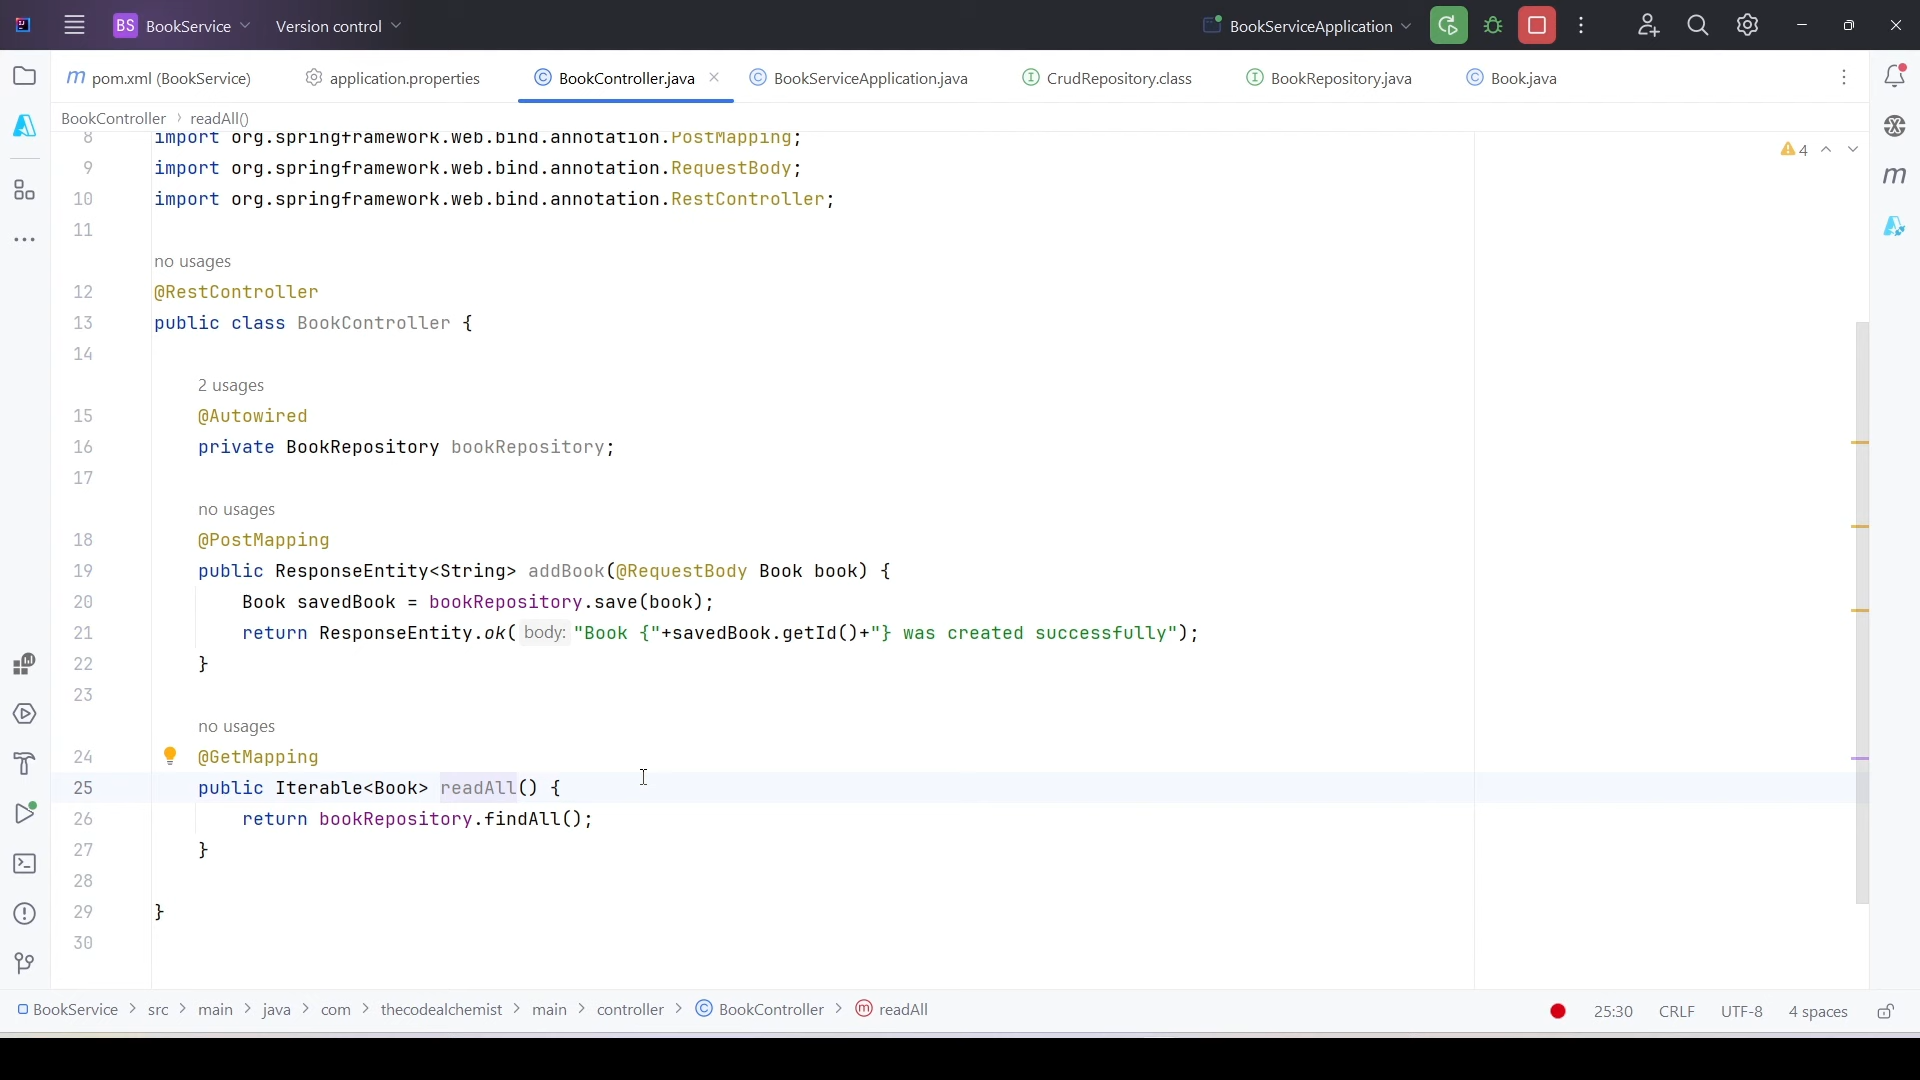 BS BookService Version control BookServiceApplication
m pom.xml (BookService) application.properties BookController.java BookServiceApplication.java CrudRepository.class BookRepository.java Book.java
BookController > readAll()
8 import org.springframework.web.bind.annotation.PostMapping;
4
9 import org.springframework.web.bind.annotation.RequestBody;
10 import org.springframework.web.bind.annotation.RestController;
11
no usages
12 @RestController
13 public class BookController {
14
2 usages
15 @Autowired
16 private BookRepository bookRepository;
17
no usages
18 @PostMapping
19 public ResponseEntity<String> addBook(@RequestBody Book book) {
20 Book savedBook = bookRepository.save(book);
21 return ResponseEntity.ok( body: "Book {"+savedBook.getId()+"} was created successfully");
22 }
23
no usages
24 @GetMapping
25 public Iterable<Book> readAll() {
26 return bookRepository.findAll();
27 }
28
29 }
30
BookService > src > main > java > com > thecodealchemist > main > controller > BookController > readAll 25:30 CRLF UTF-8 4 spaces